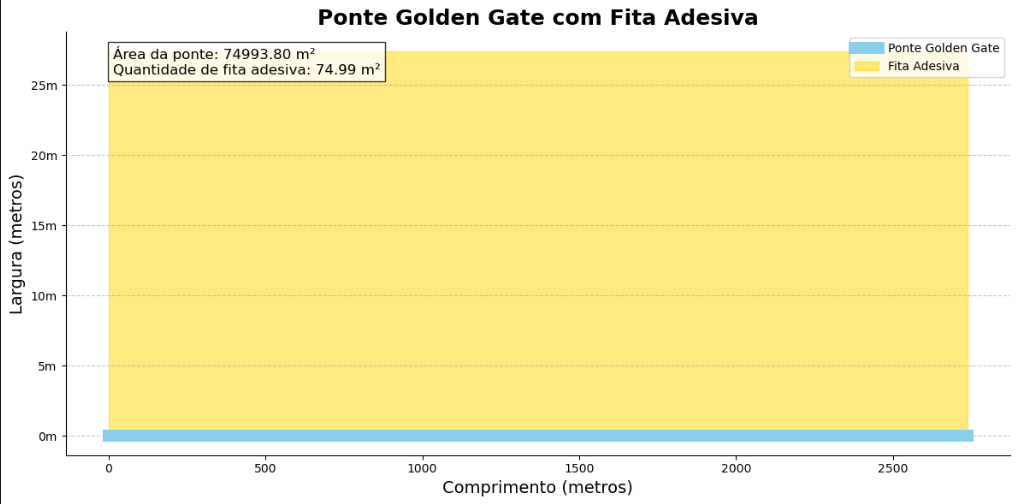 Ponte Golden Gate com Fita Adesiva
Área da ponte: 74993.80 m²
Quantidade de fita adesiva: 74.99 m²
Ponte Golden Gate
Fita Adesiva
Largura (metros)
25m
20m
15m
10m
5m
0m
0
500
1000
1500
2000
2500
Comprimento (metros)